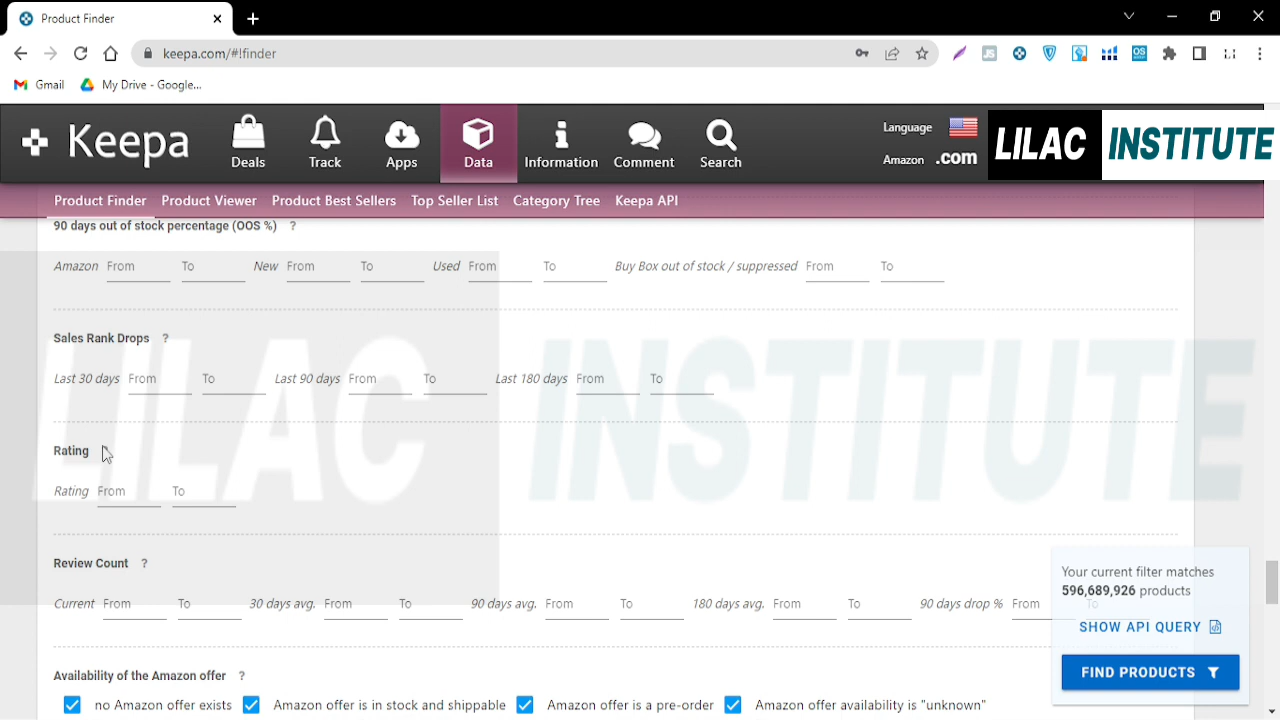 Product Finder
keepa.com/#!finder
Gmail My Drive - Google...
Keepa
Deals Track Apps Data Information Comment Search
Language
Amazon .com
LILAC INSTITUTE
Product Finder Product Viewer Product Best Sellers Top Seller List Category Tree Keepa API
90 days out of stock percentage (OOS %) ?
Amazon From To New From To Used From To Buy Box out of stock / suppressed From To
Sales Rank Drops ?
Last 30 days From To Last 90 days From To Last 180 days From To
LILAC INSTITUTE
Rating
Rating From To
Review Count ?
Current From To 30 days avg. From To 90 days avg. From To 180 days avg. From To 90 days drop % From To
Your current filter matches
596,689,926 products
SHOW API QUERY
FIND PRODUCTS
Availability of the Amazon offer ?
no Amazon offer exists Amazon offer is in stock and shippable Amazon offer is a pre-order Amazon offer availability is "unknown"